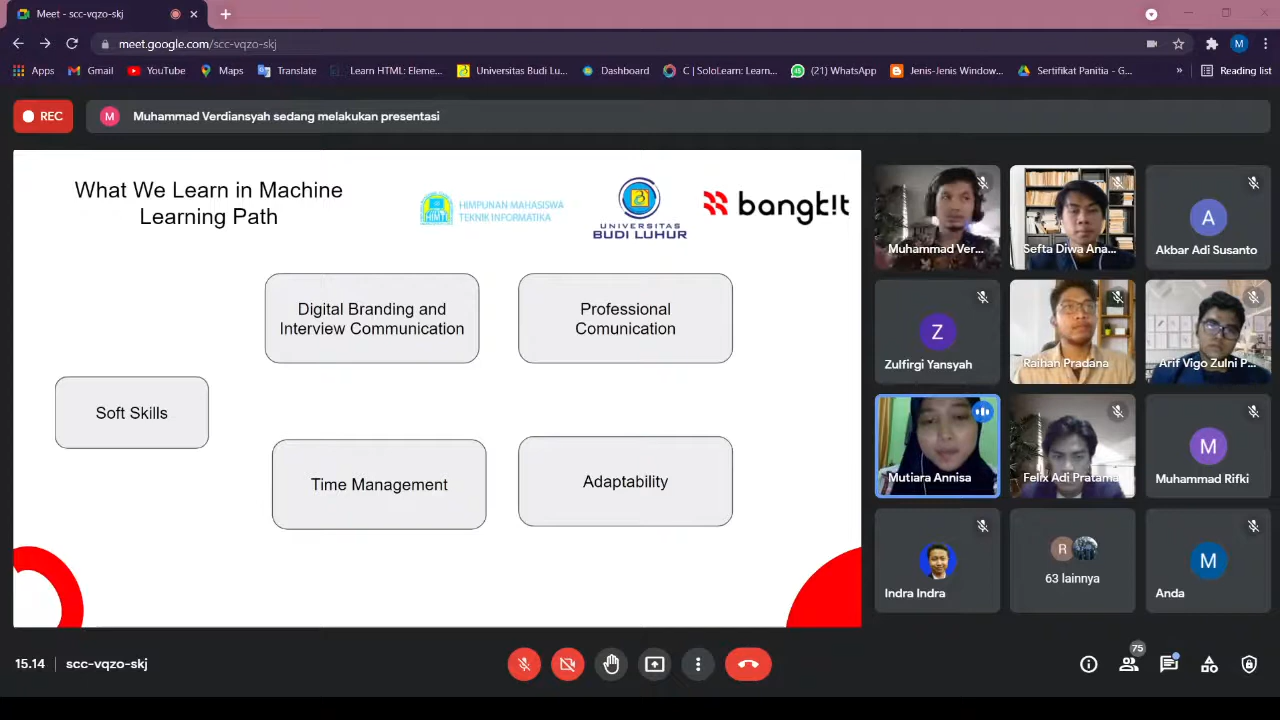 Meet - scc-vqzo-skj
meet.google.com/scc-vqzo-skj
M
Apps
Gmail
YouTube
Maps
Translate
Learn HTML: Eleme...
Universitas Budi Lu...
Dashboard
C | SoloLearn: Learn...
(21) WhatsApp
Jenis-Jenis Window...
Sertifikat Panitia - G...
»
Reading list
REC
M
Muhammad Verdiansyah sedang melakukan presentasi
What We Learn in Machine
Learning Path
HIMTI
HIMPUNAN MAHASISWA
TEKNIK INFORMATIKA
UNIVERSITAS
BUDI LUHUR
bangk!t
Digital Branding and
Interview Communication
Professional
Comunication
Soft Skills
Time Management
Adaptability
Muhammad Ver...
Sefta Diwa Ana...
A
Akbar Adi Susanto
Z
Zulfirgi Yansyah
Raihan Pradana
Arif Vigo Zulni P...
Mutiara Annisa
Felix Adi Pratama
M
Muhammad Rifki
Indra Indra
R
63 lainnya
M
Anda
15.14
scc-vqzo-skj
75